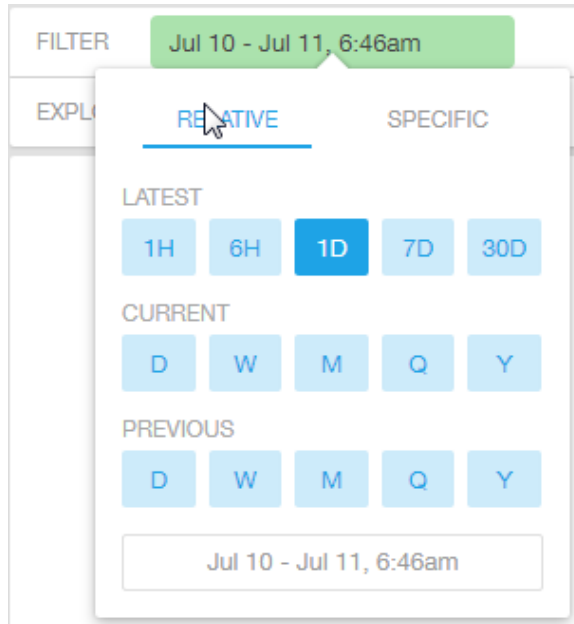 FILTER Jul 10 - Jul 11, 6:46am
EXPL
RELATIVE SPECIFIC
LATEST
1H 6H 1D 7D 30D
CURRENT
D W M Q Y
PREVIOUS
D W M Q Y
Jul 10 - Jul 11, 6:46am